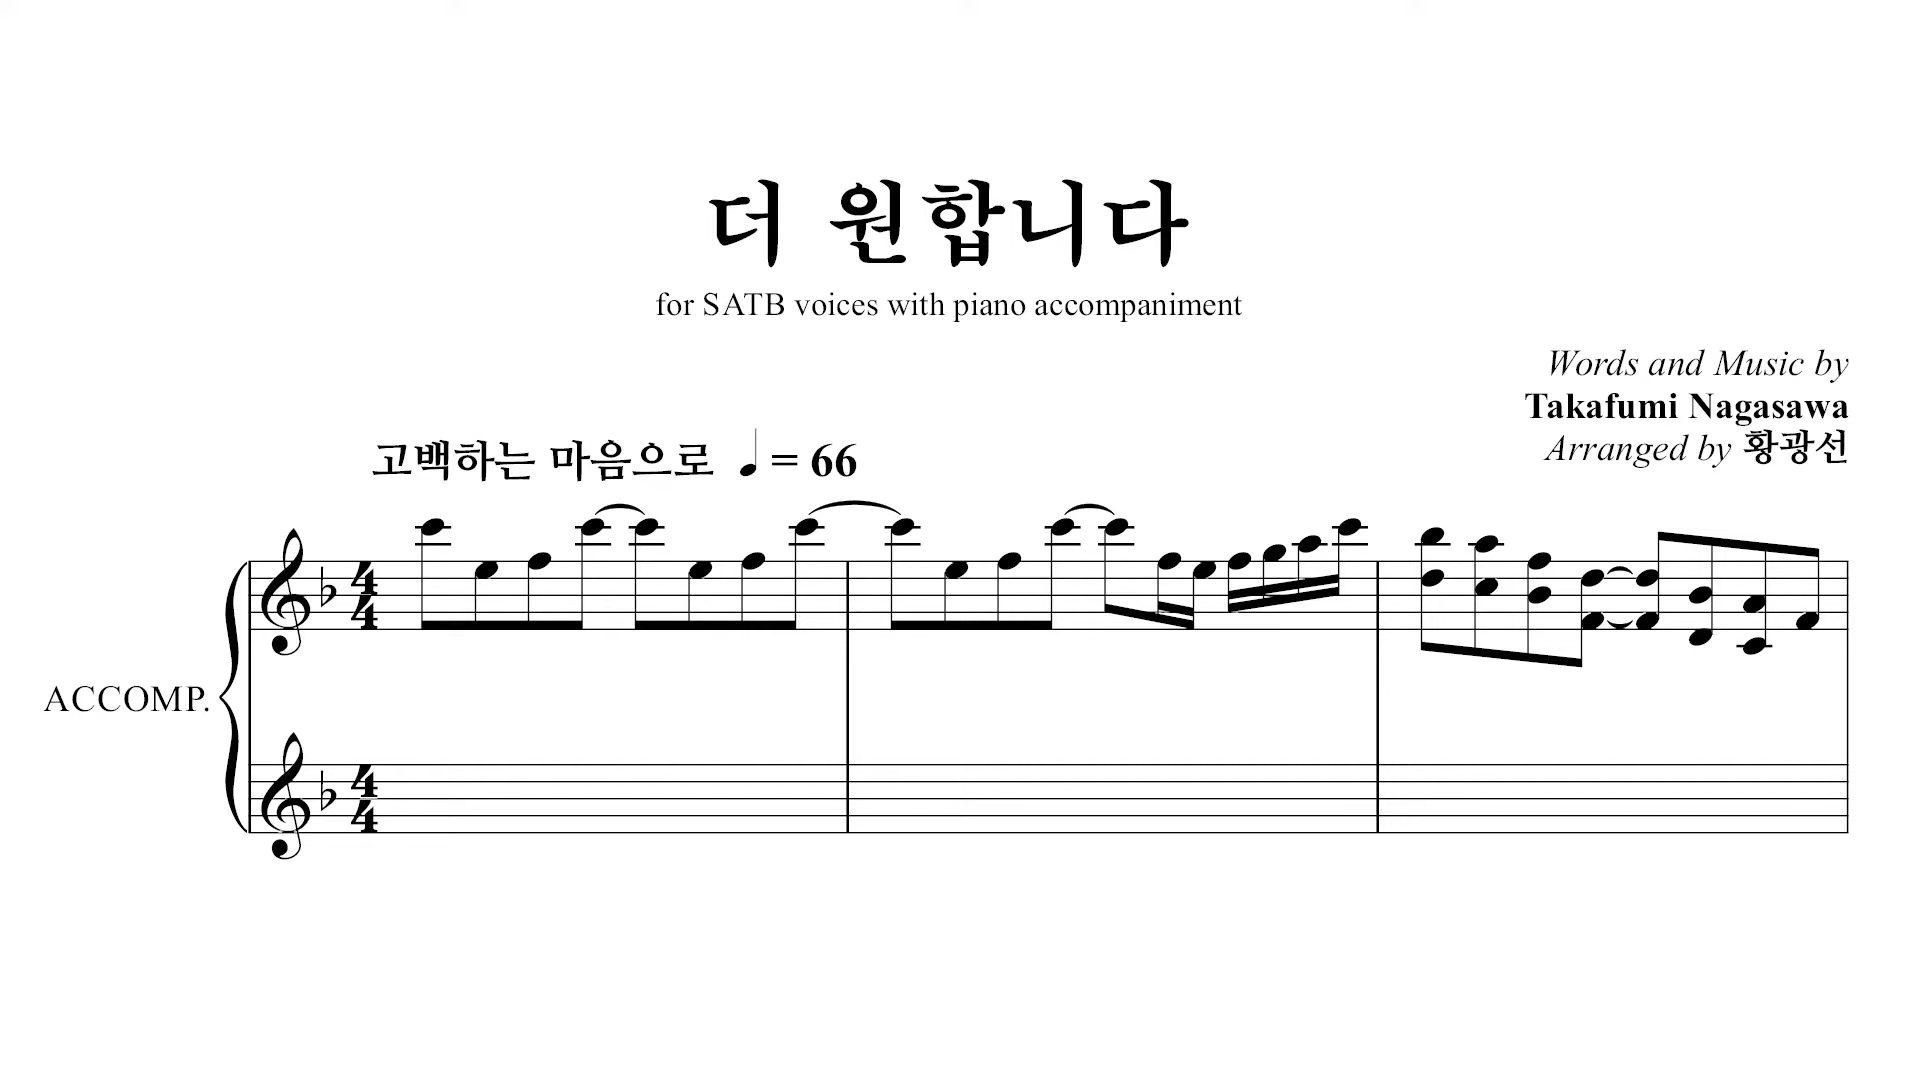 더 원합니다
for SATB voices with piano accompaniment
Words and Music by
Takafumi Nagasawa
Arranged by 황광선
고백하는 마음으로 ♩ = 66
ACCOMP.